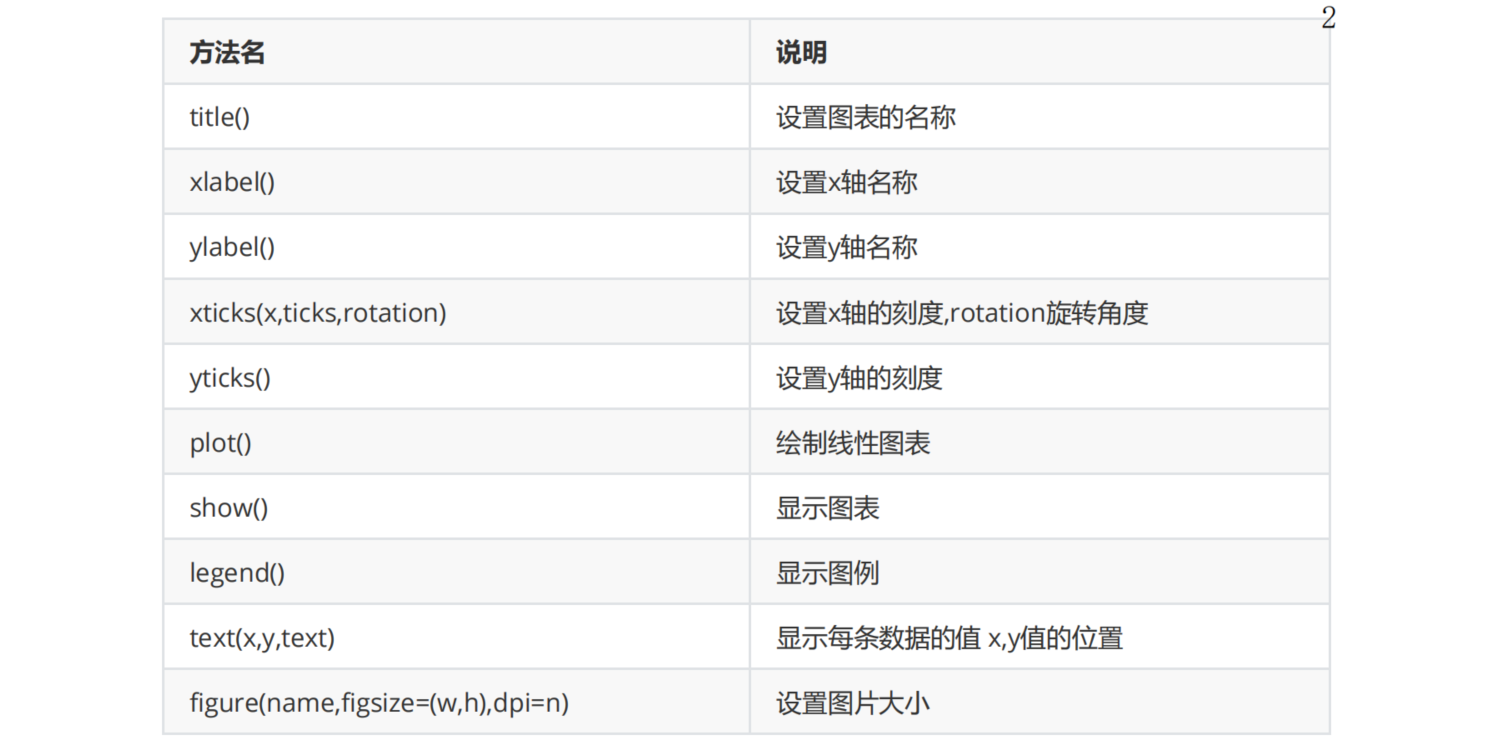 2
方法名 说明
title() 设置图表的名称
xlabel() 设置x轴名称
ylabel() 设置y轴名称
xticks(x,ticks,rotation) 设置x轴的刻度,rotation旋转角度
yticks() 设置y轴的刻度
plot() 绘制线性图表
show() 显示图表
legend() 显示图例
text(x,y,text) 显示每条数据的值 x,y值的位置
figure(name,figsize=(w,h),dpi=n) 设置图片大小